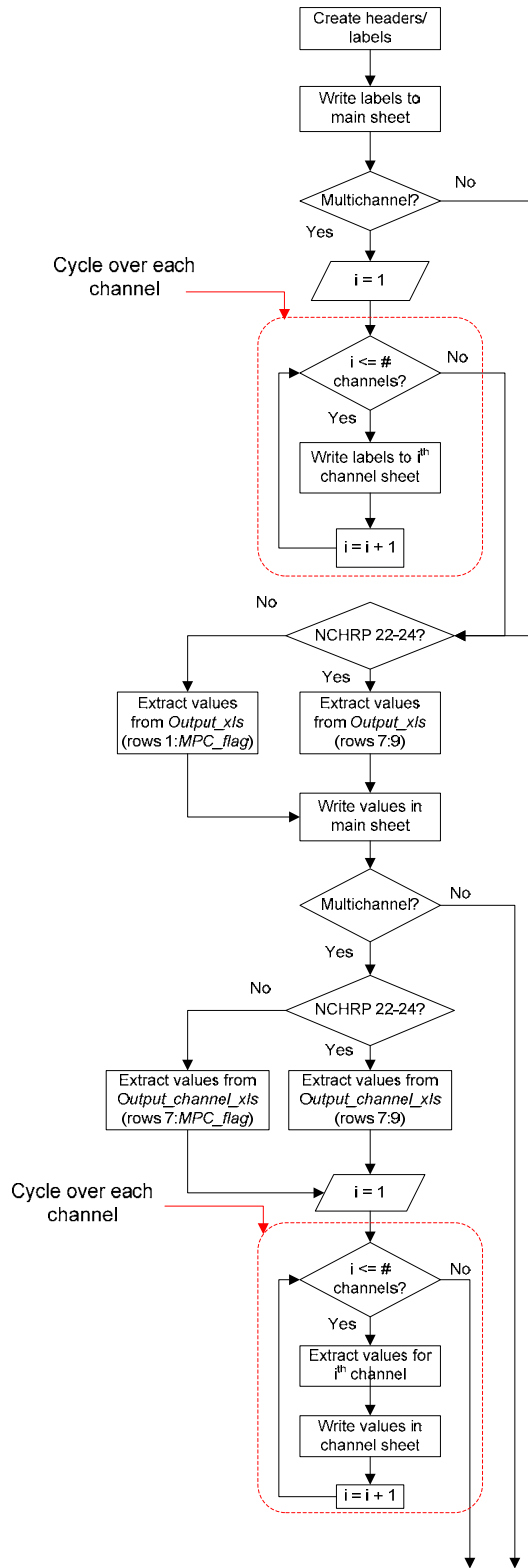 Create headers/
labels
Write labels to
main sheet
Multichannel?
No
Yes
Cycle over each
channel
i = 1
i <= #
channels?
No
Yes
Write labels to ith
channel sheet
i = i + 1
No
NCHRP 22-24?
Yes
Extract values
from Output_xls
(rows 1:MPC_flag)
Extract values
from Output_xls
(rows 7:9)
Write values in
main sheet
Multichannel?
No
Yes
No
NCHRP 22-24?
Yes
Extract values from
Output_channel_xls
(rows 7:MPC_flag)
Extract values from
Output_channel_xls
(rows 7:9)
Cycle over each
channel
i = 1
i <= #
channels?
No
Yes
Extract values for
ith channel
Write values in
channel sheet
i = i + 1